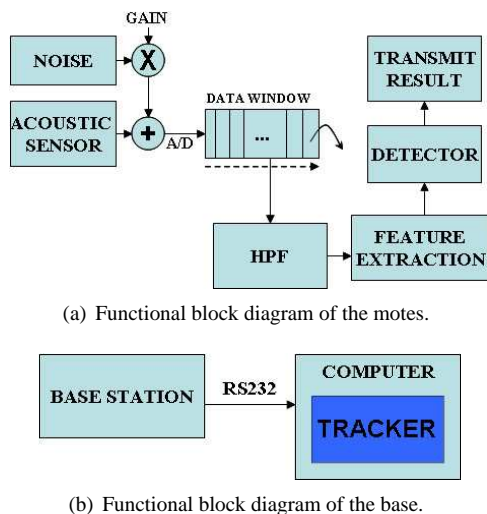 GAIN
NOISE
X
ACOUSTIC
SENSOR
+
A/D
DATA WINDOW
...
TRANSMIT
RESULT
DETECTOR
HPF
FEATURE
EXTRACTION
(a) Functional block diagram of the motes.
BASE STATION
RS232
COMPUTER
TRACKER
(b) Functional block diagram of the base.